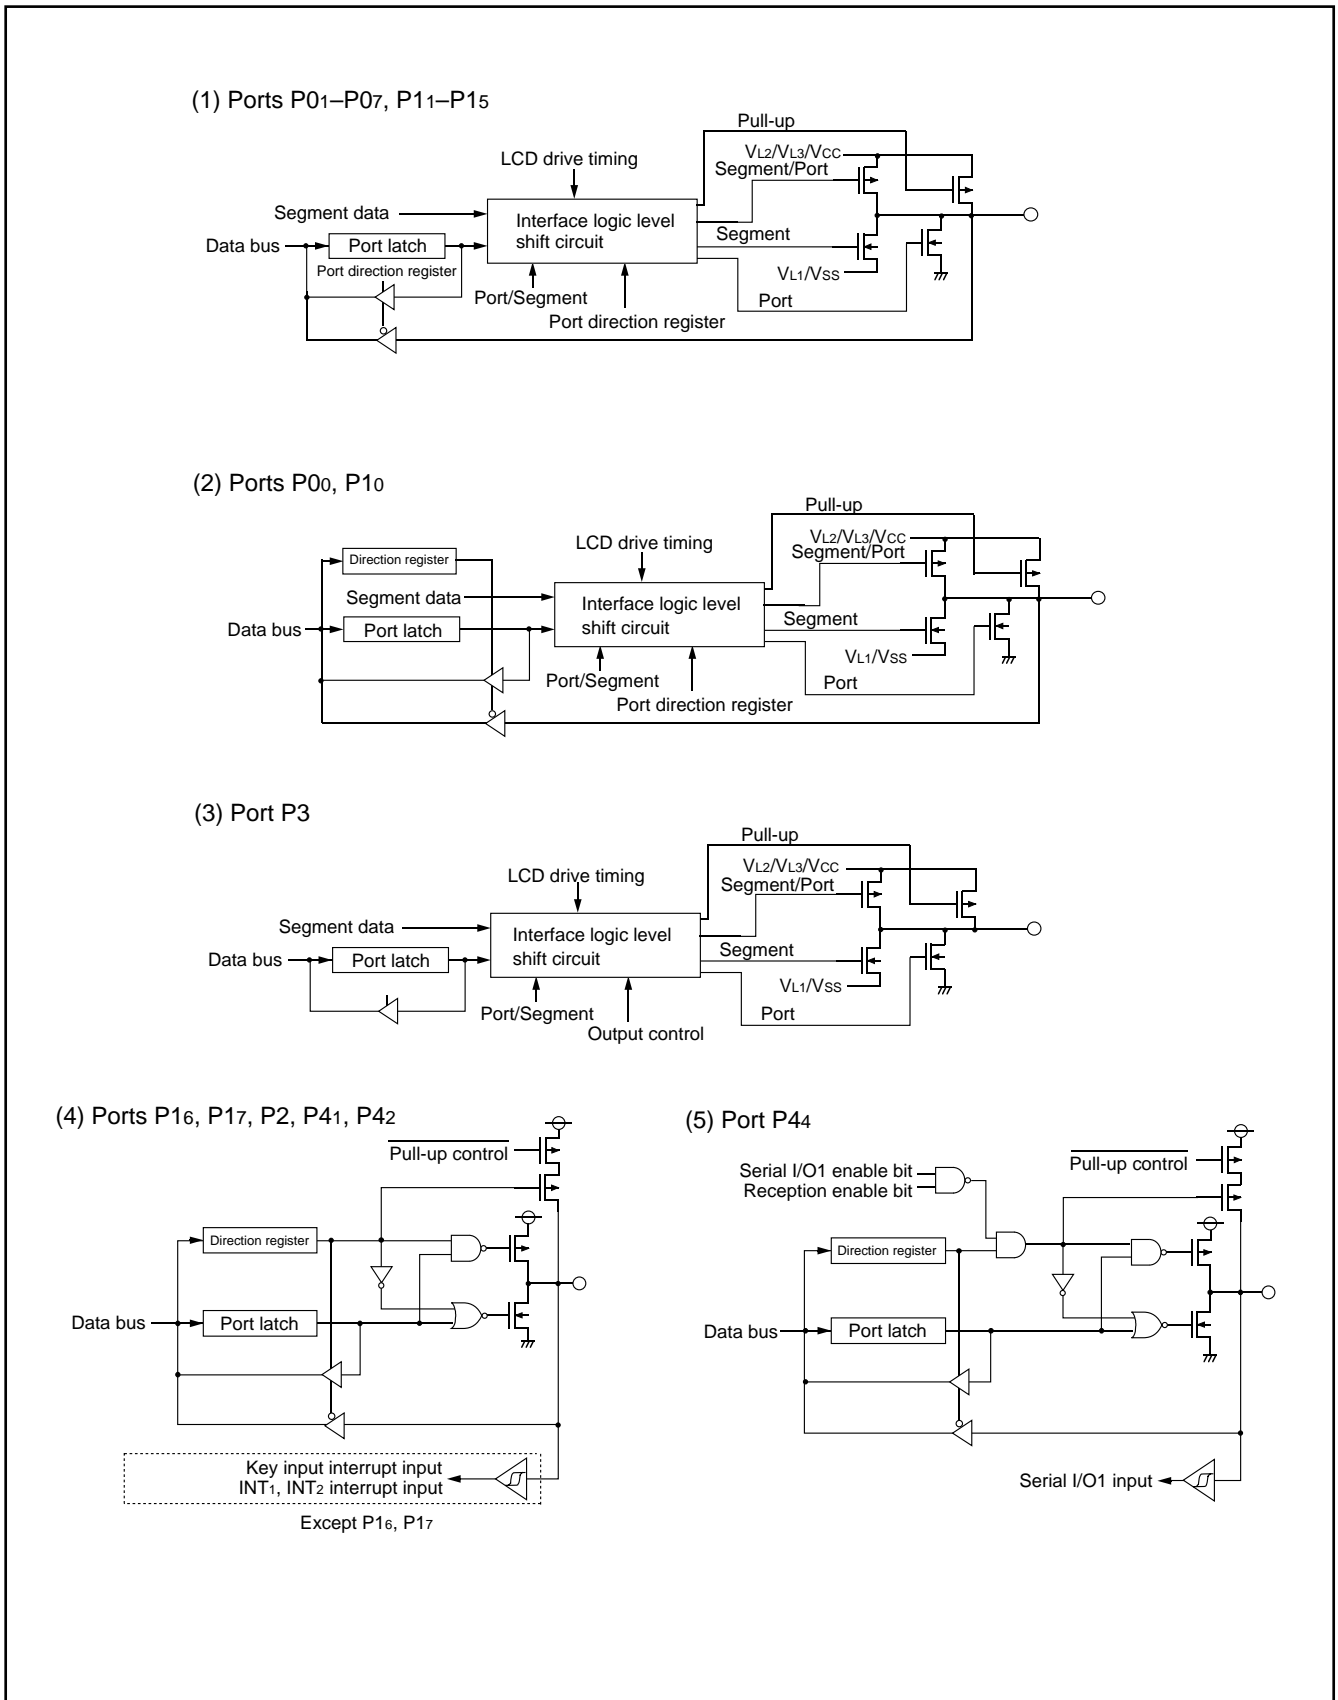 (1) Ports P01–P07, P11–P15
Pull-up
LCD drive timing
VL2/VL3/VCC
Segment/Port
Segment data
Interface logic level
shift circuit
Data bus
Port latch
Segment
Port direction register
VL1/VSS
Port/Segment
Port
Port direction register
(2) Ports P00, P10
Pull-up
LCD drive timing
VL2/VL3/VCC
Segment/Port
Direction register
Segment data
Interface logic level
shift circuit
Data bus
Port latch
Segment
VL1/VSS
Port/Segment
Port
Port direction register
(3) Port P3
Pull-up
LCD drive timing
VL2/VL3/VCC
Segment/Port
Segment data
Interface logic level
shift circuit
Data bus
Port latch
Segment
VL1/VSS
Port/Segment
Port
Output control
(4) Ports P16, P17, P2, P41, P42
Pull-up control
Direction register
Data bus
Port latch
Key input interrupt input
INT1, INT2 interrupt input
Except P16, P17
(5) Port P44
Pull-up control
Serial I/O1 enable bit
Reception enable bit
Direction register
Data bus
Port latch
Serial I/O1 input